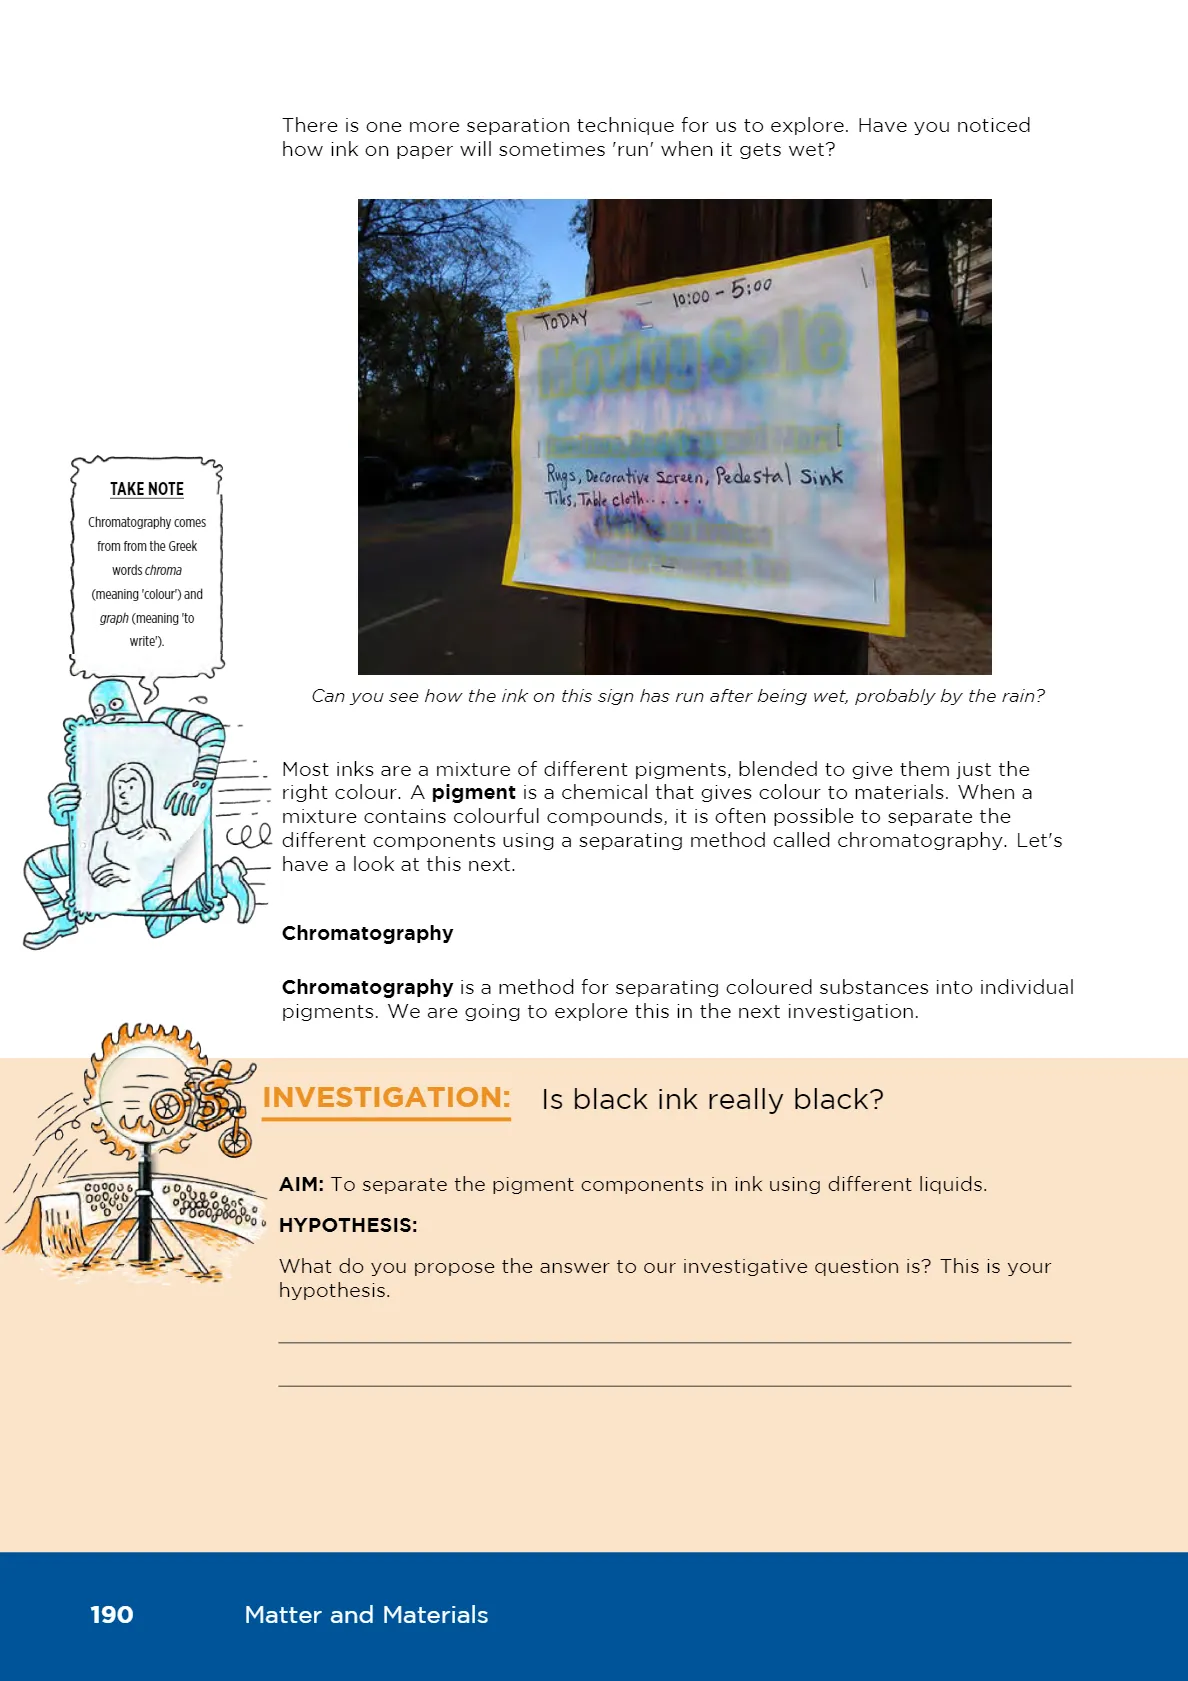 There is one more separation technique for us to explore. Have you noticed
how ink on paper will sometimes 'run' when it gets wet?
TODAY
10:00 - 5:00
Moving Sale
Rugs, Decorative Screen, Pedestal Sink
Tiles, Table cloth......
Can you see how the ink on this sign has run after being wet, probably by the rain?
TAKE NOTE
Chromatography comes
from from the Greek
words chroma
(meaning 'colour') and
graph (meaning 'to
write').
Most inks are a mixture of different pigments, blended to give them just the
right colour. A pigment is a chemical that gives colour to materials. When a
mixture contains colourful compounds, it is often possible to separate the
different components using a separating method called chromatography. Let's
have a look at this next.
Chromatography
Chromatography is a method for separating coloured substances into individual
pigments. We are going to explore this in the next investigation.
INVESTIGATION: Is black ink really black?
AIM: To separate the pigment components in ink using different liquids.
HYPOTHESIS:
What do you propose the answer to our investigative question is? This is your
hypothesis.
190 Matter and Materials